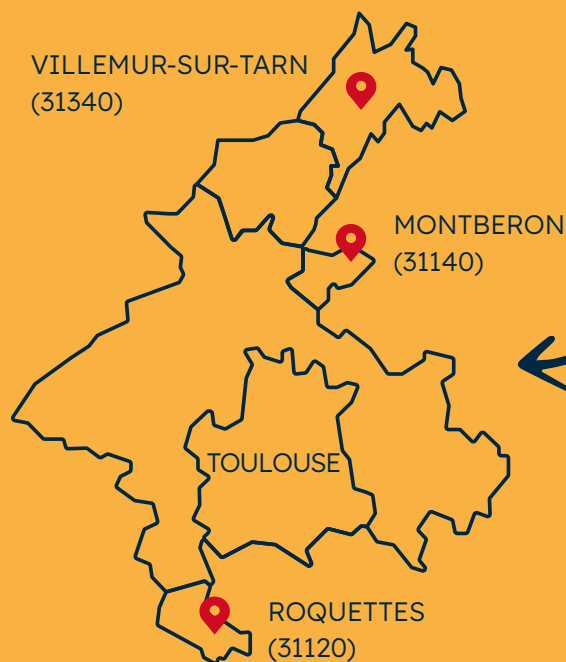 VILLEMUR-SUR-TARN
(31340)
MONTBERON
(31140)
TOULOUSE
ROQUETTES
(31120)